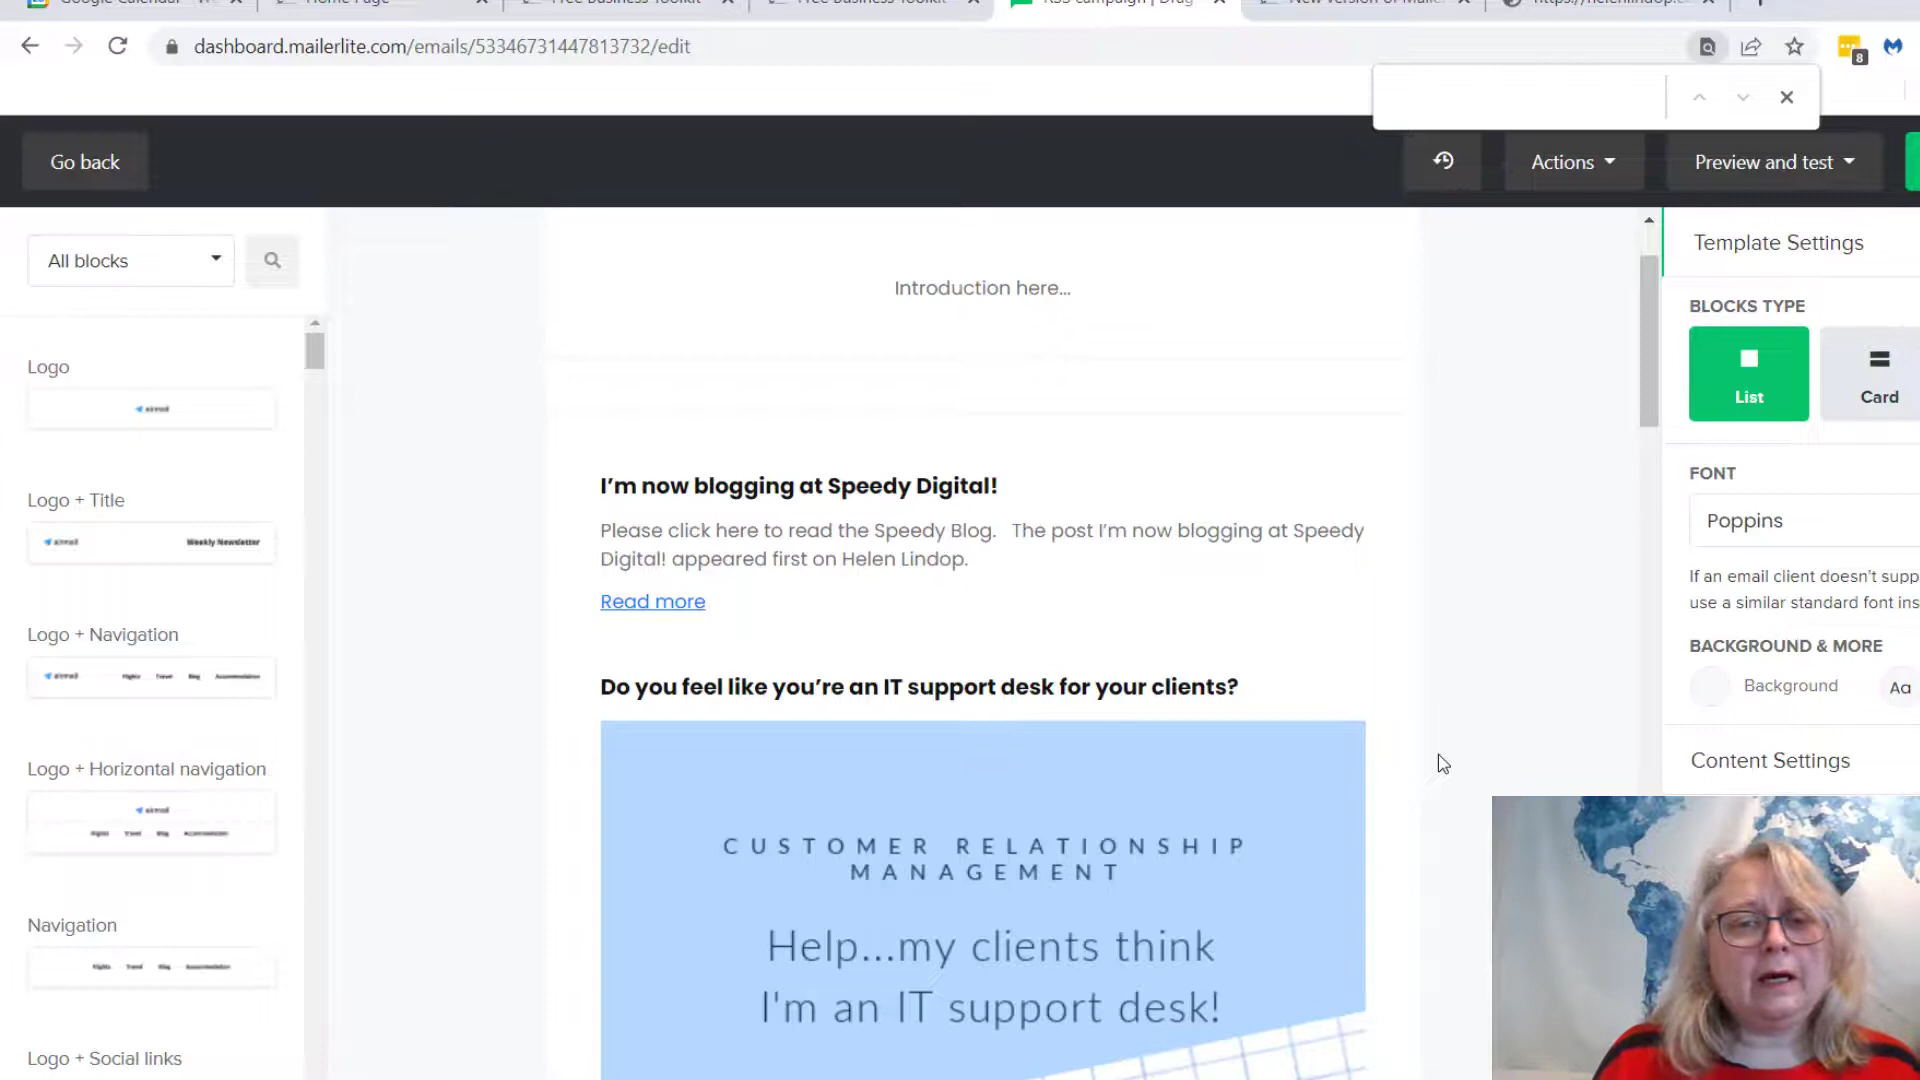 dashboard.mailerlite.com/emails/53346731447813732/edit
8
Go back
Actions
Preview and test
All blocks
Template Settings
Introduction here...
BLOCKS TYPE
List
Card
Logo
Logo + Title
Weekly Newsletter
FONT
Poppins
I'm now blogging at Speedy Digital!
Please click here to read the Speedy Blog. The post I'm now blogging at Speedy
Digital! appeared first on Helen Lindop.
If an email client doesn't supp
use a similar standard font ins
Read more
Logo + Navigation
BACKGROUND & MORE
Background
Aa
Do you feel like you're an IT support desk for your clients?
Logo + Horizontal navigation
Content Settings
CUSTOMER RELATIONSHIP
MANAGEMENT
Help...my clients think
I'm an IT support desk!
Navigation
Logo + Social links